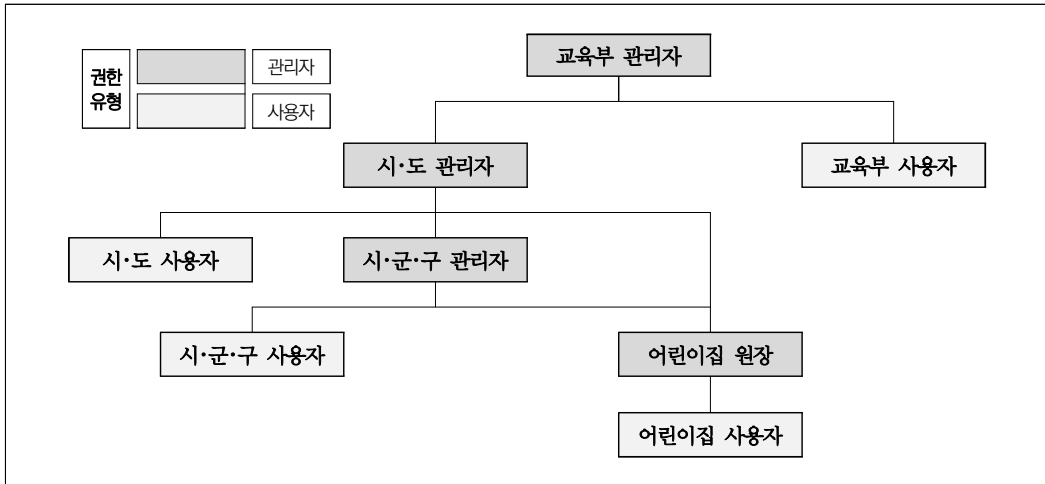 교육부 관리자
권한
유형
관리자
사용자
시·도 관리자
교육부 사용자
시·도 사용자
시·군·구 관리자
시·군·구 사용자
어린이집 원장
어린이집 사용자